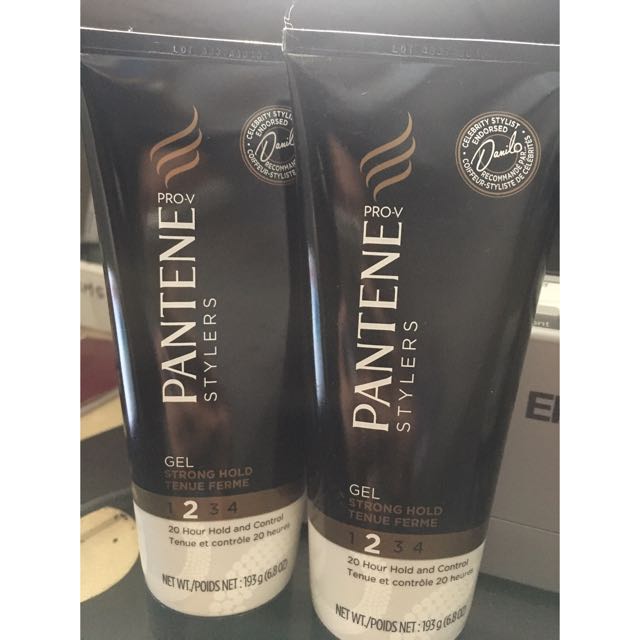 CELEBRITY STYLIST
ENDORSED
Danilo
RECOMMANDÉ PAR
COIFFEUR-STYLISTE
PRO-V
PANTENE
STYLERS
GEL
STRONG HOLD
TENUE FERME
1 2 3 4
20 Hour Hold and Control
Tenue et contrôle 20 heures
NET WT./POIDS NET : 193 g (6.8 OZ)
CELEBRITY STYLIST
ENDORSED
Danilo
RECOMMANDÉ PAR
COIFFEUR-STYLISTE DE CÉLÉBRITÉS
PRO-V
PANTENE
STYLERS
GEL
STRONG HOLD
TENUE FERME
1 2 3 4
20 Hour Hold and Control
Tenue et contrôle 20 heures
NET WT./POIDS NET : 193 g (6.8 OZ)